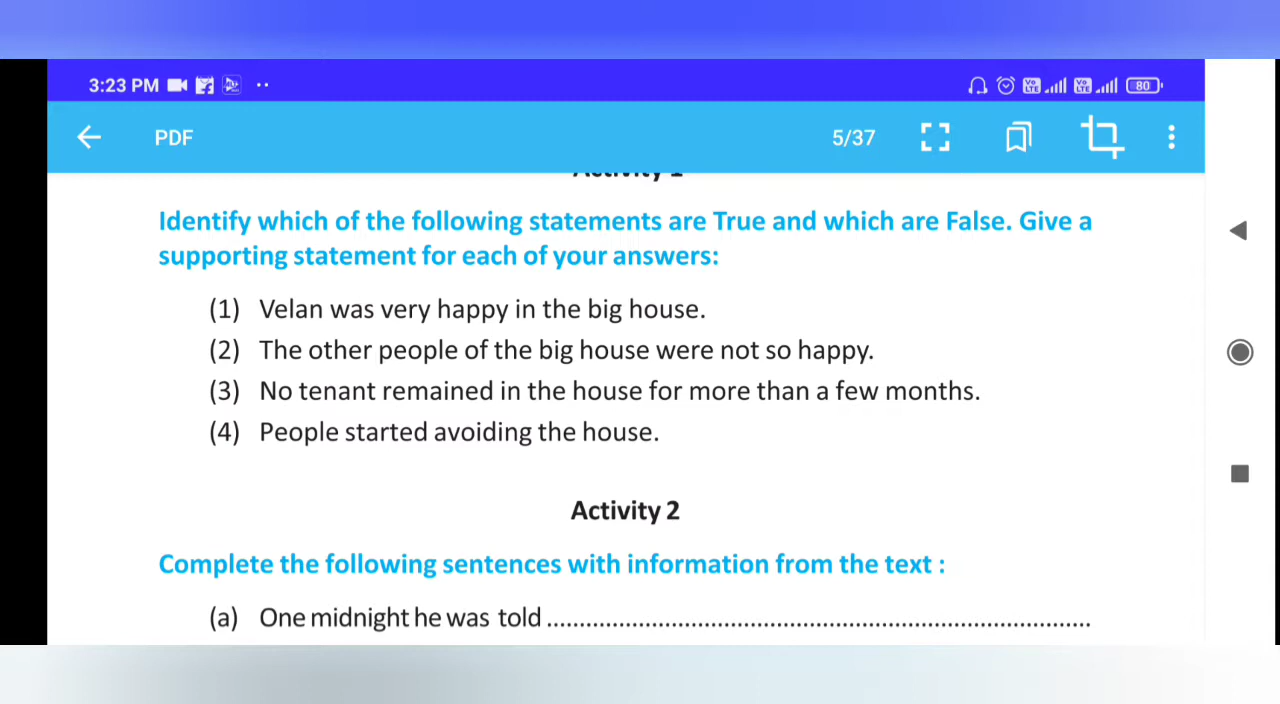 3:23 PM
80
PDF
5/37
Activity 1
Identify which of the following statements are True and which are False. Give a
supporting statement for each of your answers:
(1) Velan was very happy in the big house.
(2) The other people of the big house were not so happy.
(3) No tenant remained in the house for more than a few months.
(4) People started avoiding the house.
Activity 2
Complete the following sentences with information from the text :
(a) One midnight he was told ...................................................................................